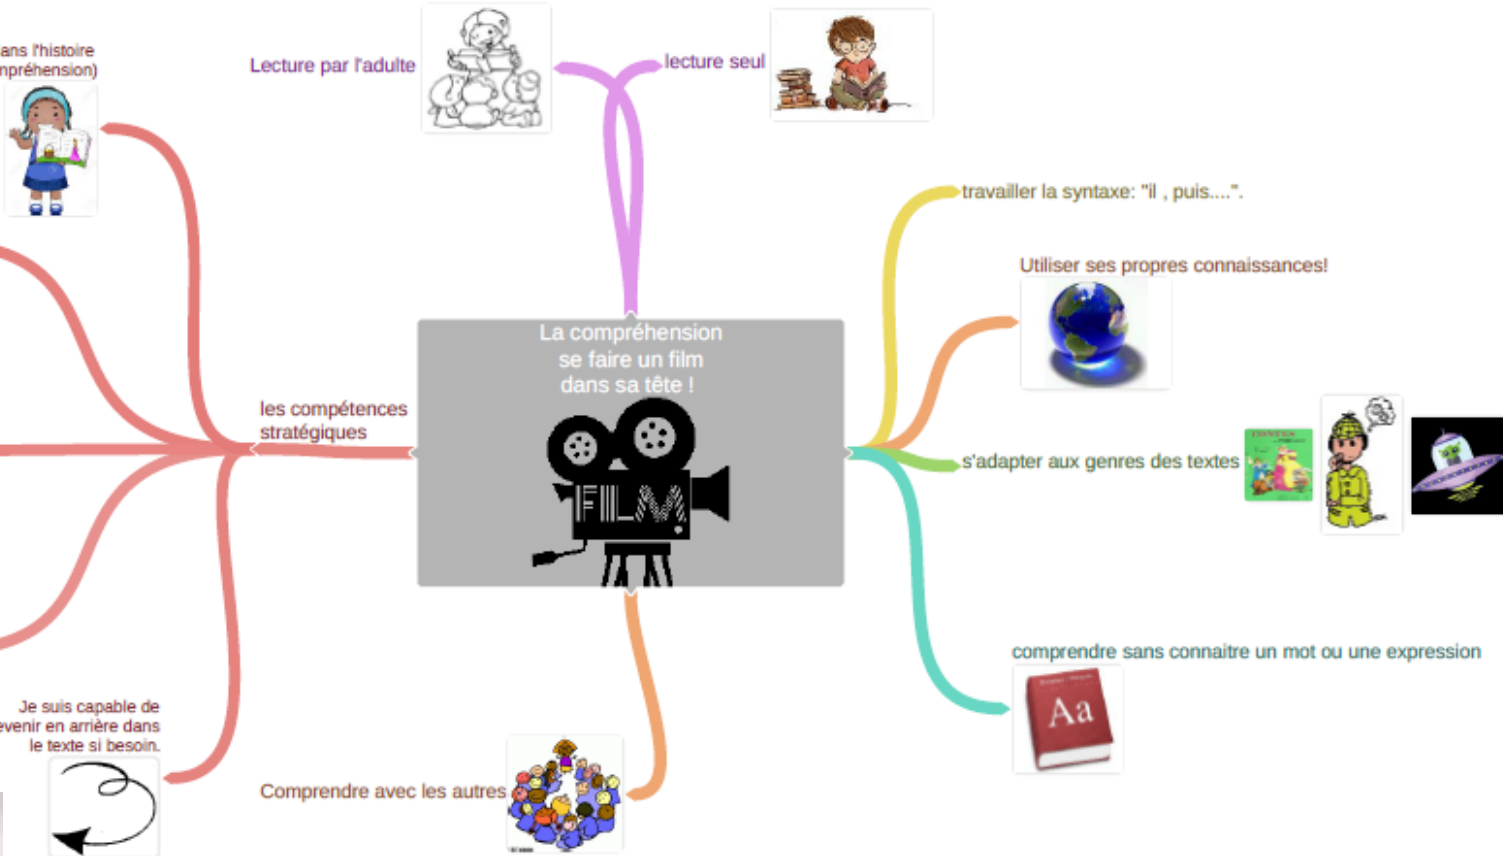 ans l'histoire
mpréhension)
Lecture par l'adulte
lecture seul
travailler la syntaxe: "il , puis....".
Utiliser ses propres connaissances!
La compréhension
se faire un film
dans sa tête !
FILM
les compétences
stratégiques
s'adapter aux genres des textes
CONTES
comprendre sans connaitre un mot ou une expression
Aa
Je suis capable de
evenir en arrière dans
le texte si besoin.
Comprendre avec les autres